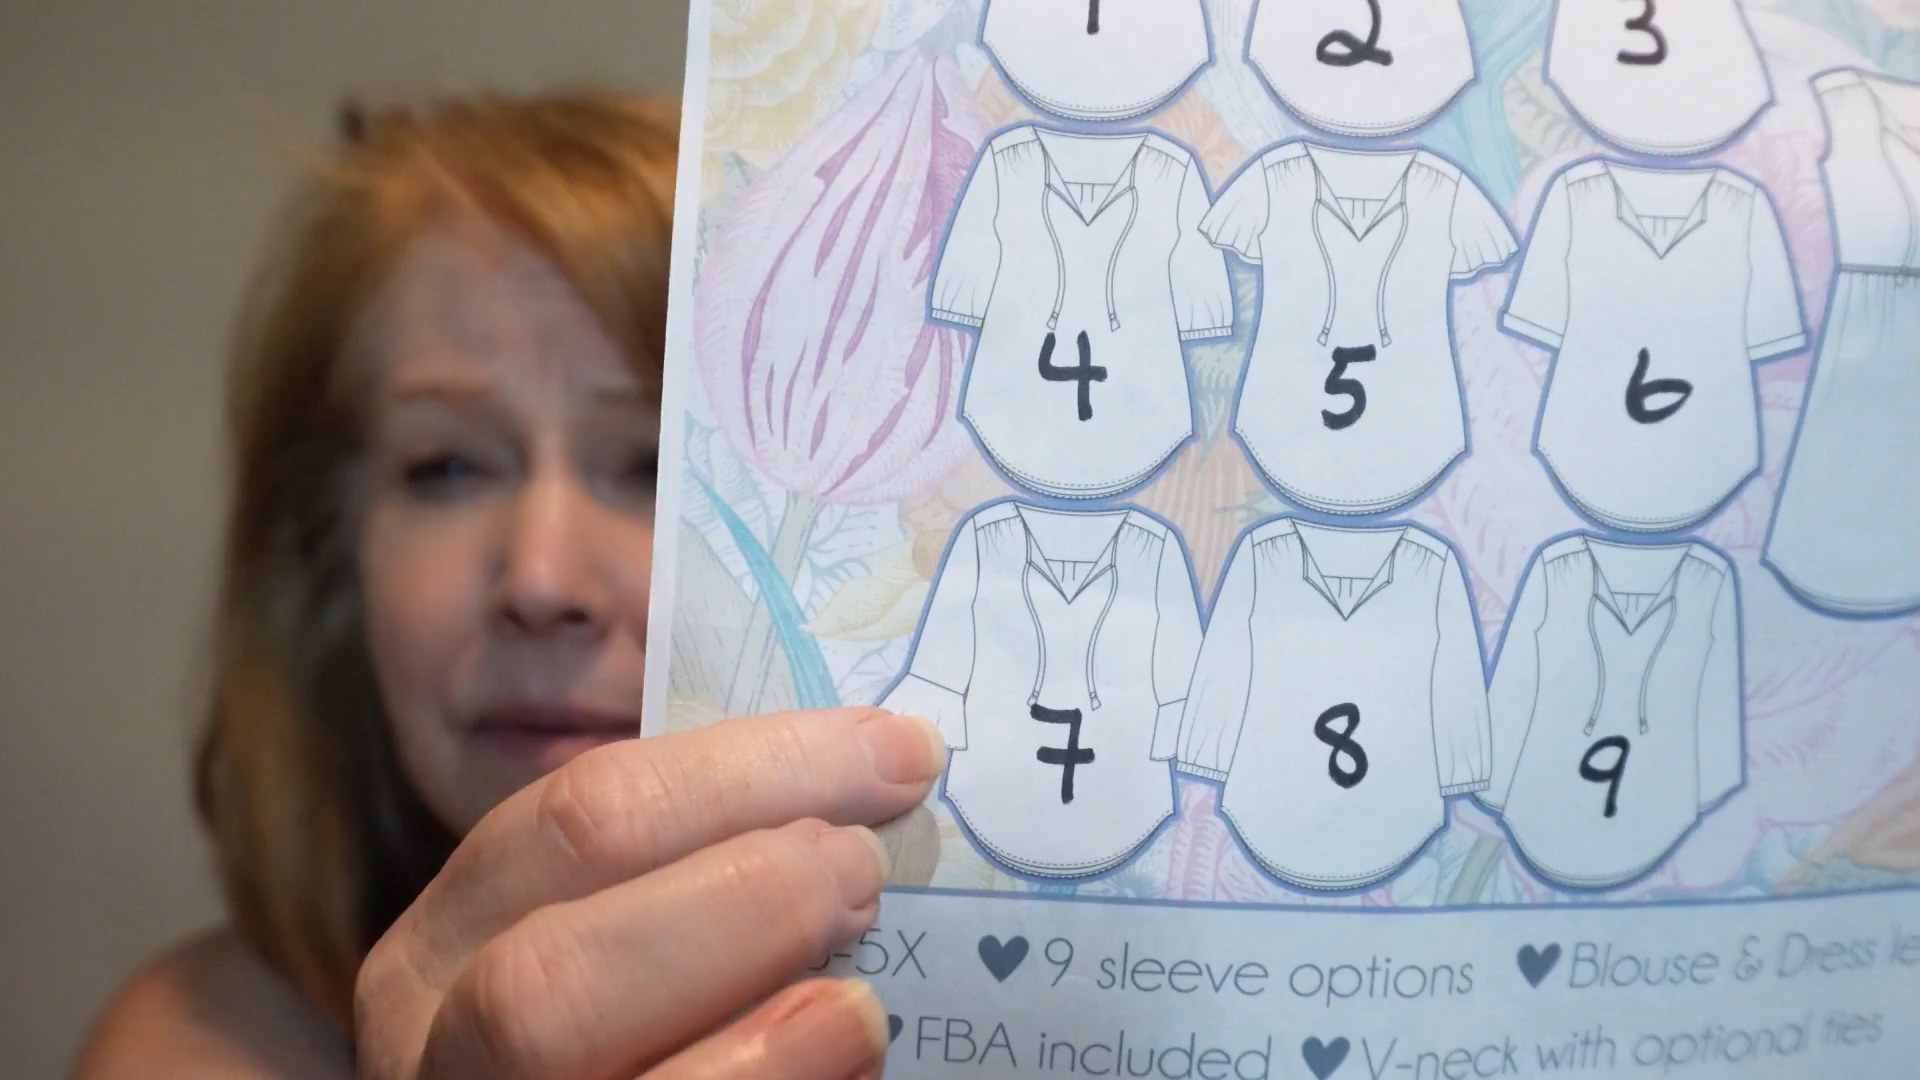 1 2 3
4 5 6
7 8 9
-5X ♥ 9 sleeve options ♥ Blouse & Dress le
♥ FBA included ♥ V-neck with optional ties